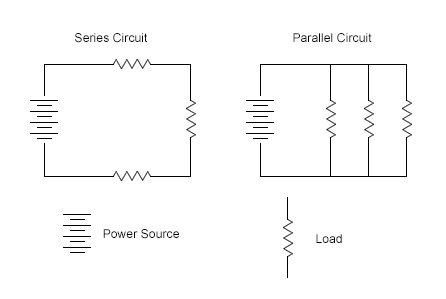 Series Circuit
Parallel Circuit
Power Source
Load